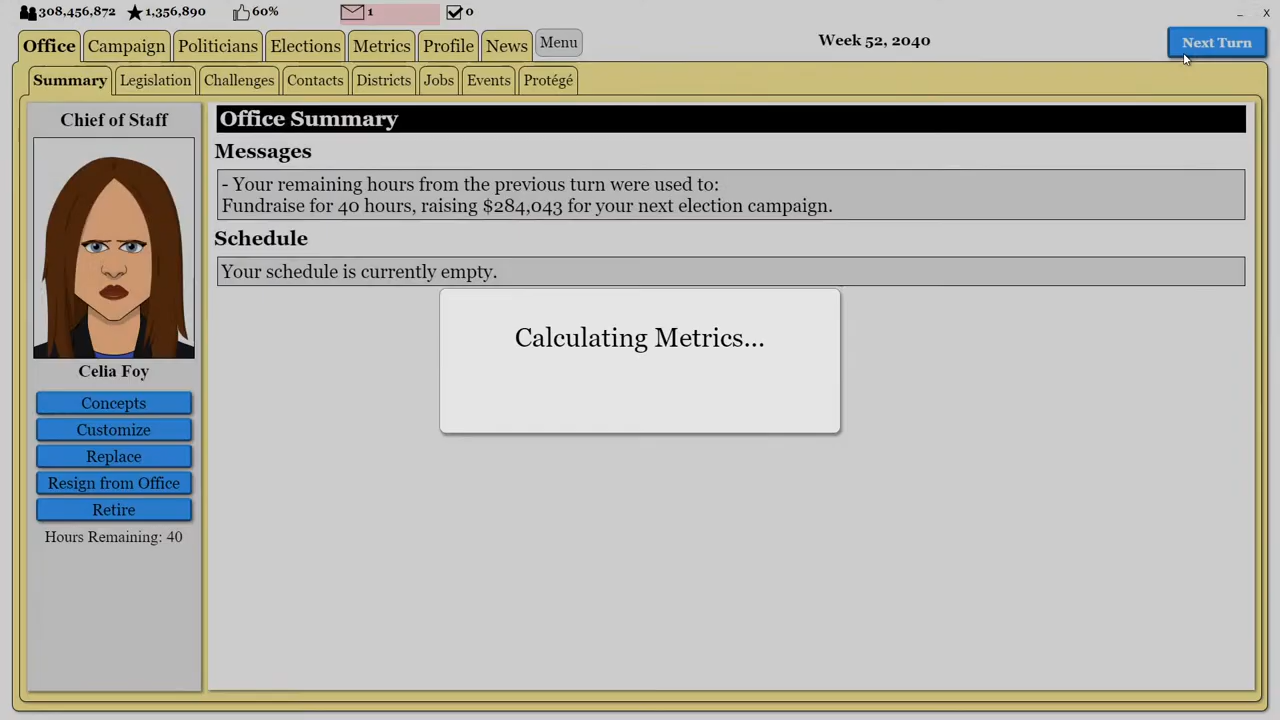 308,456,872 1,356,890 60% 1 0 _ X
Office Campaign Politicians Elections Metrics Profile News Menu Week 52, 2040 Next Turn
Summary Legislation Challenges Contacts Districts Jobs Events Protégé
Chief of Staff
Celia Foy
Concepts
Customize
Replace
Resign from Office
Retire
Hours Remaining: 40
Office Summary
Messages
- Your remaining hours from the previous turn were used to:
Fundraise for 40 hours, raising $284,043 for your next election campaign.
Schedule
Your schedule is currently empty.
Calculating Metrics...